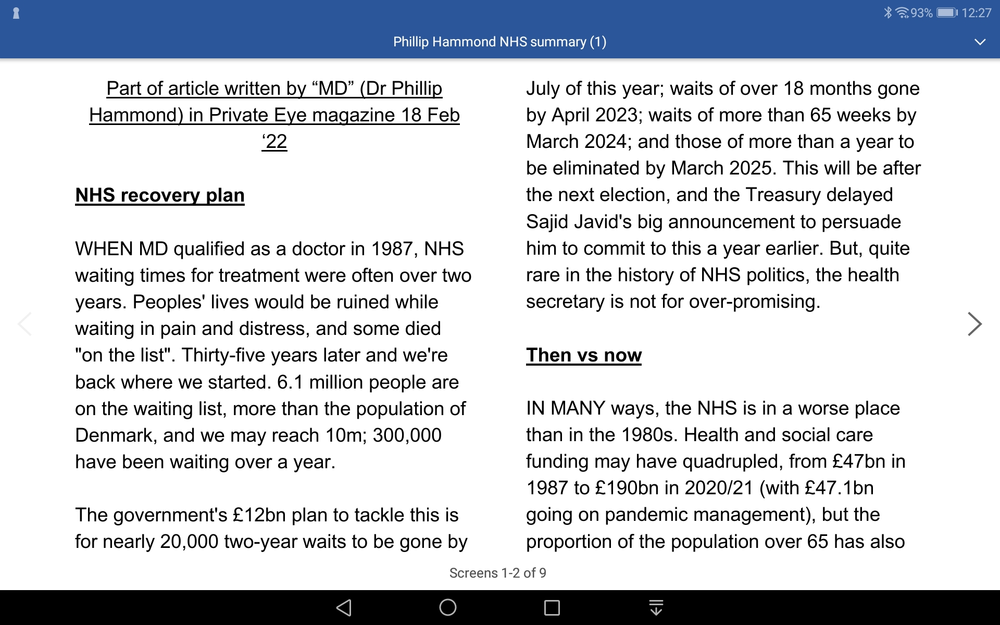 93% 12:27
Phillip Hammond NHS summary (1)
Part of article written by “MD” (Dr Phillip
Hammond) in Private Eye magazine 18 Feb
‘22
NHS recovery plan
WHEN MD qualified as a doctor in 1987, NHS
waiting times for treatment were often over two
years. Peoples' lives would be ruined while
waiting in pain and distress, and some died
"on the list". Thirty-five years later and we're
back where we started. 6.1 million people are
on the waiting list, more than the population of
Denmark, and we may reach 10m; 300,000
have been waiting over a year.
The government's £12bn plan to tackle this is
for nearly 20,000 two-year waits to be gone by
July of this year; waits of over 18 months gone
by April 2023; waits of more than 65 weeks by
March 2024; and those of more than a year to
be eliminated by March 2025. This will be after
the next election, and the Treasury delayed
Sajid Javid's big announcement to persuade
him to commit to this a year earlier. But, quite
rare in the history of NHS politics, the health
secretary is not for over-promising.
Then vs now
IN MANY ways, the NHS is in a worse place
than in the 1980s. Health and social care
funding may have quadrupled, from £47bn in
1987 to £190bn in 2020/21 (with £47.1bn
going on pandemic management), but the
proportion of the population over 65 has also
Screens 1-2 of 9